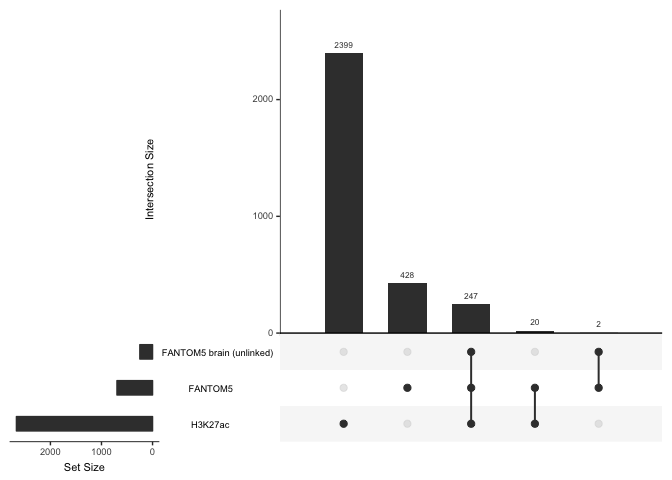 2399
2000
Intersection Size
1000
428
247
20
2
0
FANTOM5 brain (unlinked)
FANTOM5
H3K27ac
2000 1000 0
Set Size